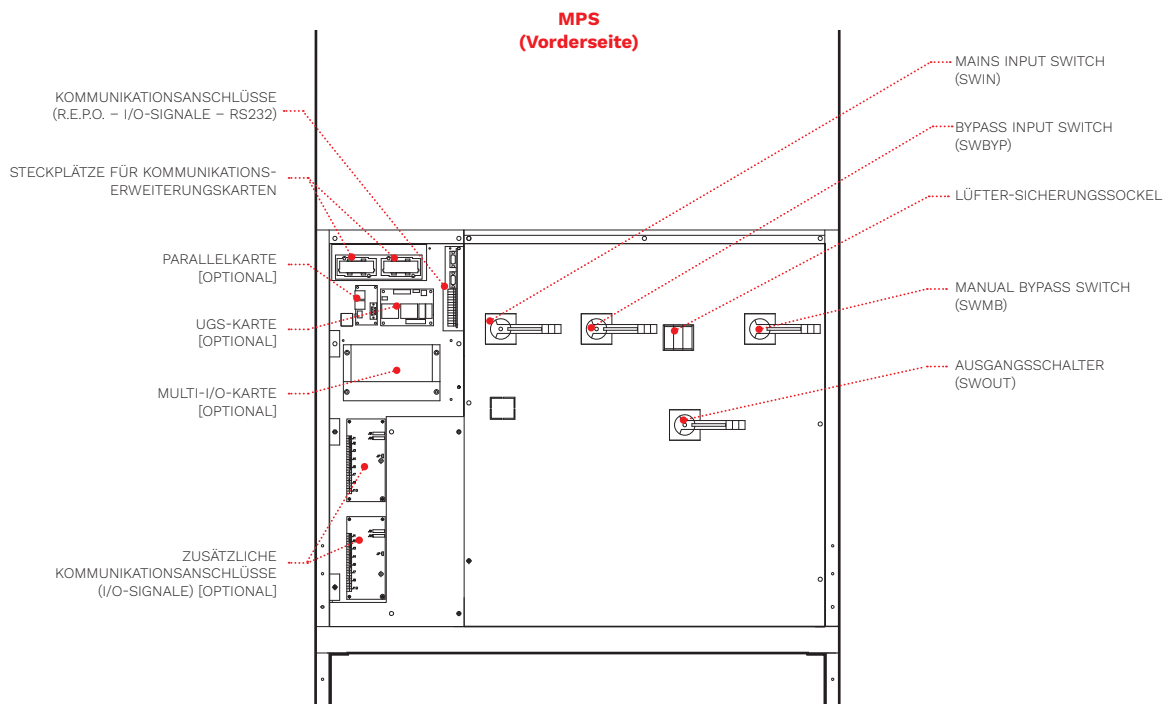 MPS
(Vorderseite)
KOMMUNIKATIONSANSCHLÜSSE
(R.E.P.O. – I/O-SIGNALE – RS232)
STECKPLÄTZE FÜR KOMMUNIKATIONS-
ERWEITERUNGSKARTEN
PARALLELKARTE
[OPTIONAL]
UGS-KARTE
[OPTIONAL]
MULTI-I/O-KARTE
[OPTIONAL]
ZUSÄTZLICHE
KOMMUNIKATIONSANSCHLÜSSE
(I/O-SIGNALE) [OPTIONAL]
MAINS INPUT SWITCH
(SWIN)
BYPASS INPUT SWITCH
(SWBYP)
LÜFTER-SICHERUNGSSOCKEL
MANUAL BYPASS SWITCH
(SWMB)
AUSGANGSSCHALTER
(SWOUT)